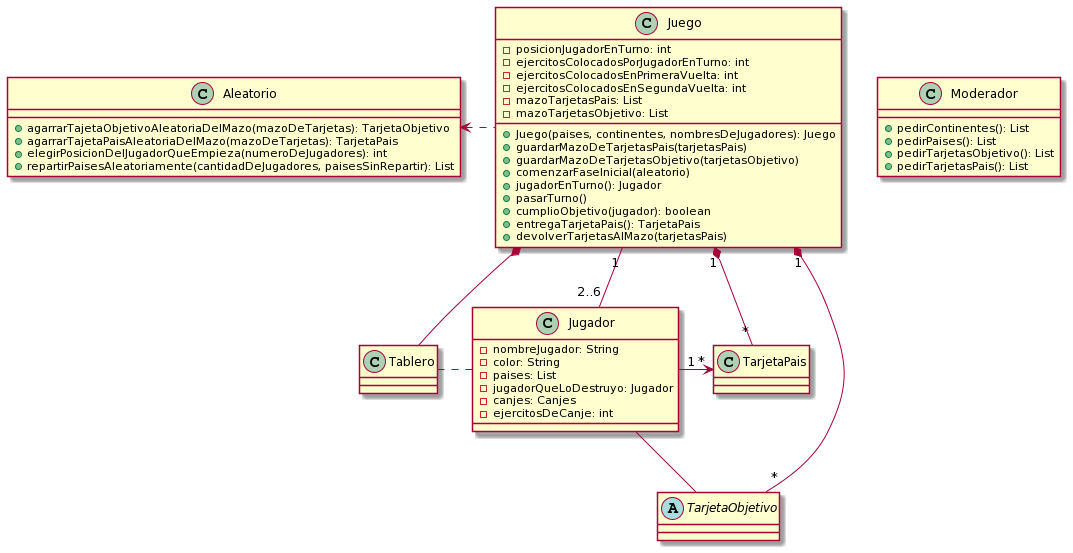 C Juego
posicionJugadorEnTurno: int
ejercitosColocadosPorJugadorEnTurno: int
ejercitosColocadosEnPrimeraVuelta: int
ejercitosColocadosEnSegundaVuelta: int
mazoTarjetasPais: List
mazoTarjetasObjetivo: List
Juego(paises, continentes, nombresDeJugadores): Juego
guardarMazoDeTarjetasPais(tarjetasPais)
guardarMazoDeTarjetasObjetivo(tarjetasObjetivo)
comenzarFaseInicial(aleatorio)
jugadorEnTurno(): Jugador
pasarTurno()
cumplioObjetivo(jugador): boolean
entregaTarjetaPais(): TarjetaPais
devolverTarjetasAlMazo(tarjetasPais)
C Aleatorio
agarrarTajetaObjetivoAleatoriaDelMazo(mazoDeTarjetas): TarjetaObjetivo
agarrarTajetaPaisAleatoriaDelMazo(mazoDeTarjetas): TarjetaPais
elegirPosicionDelJugadorQueEmpieza(numeroDeJugadores): int
repartirPaisesAleatoriamente(cantidadDeJugadores, paisesSinRepartir): List
C Moderador
pedirContinentes(): List
pedirPaises(): List
pedirTarjetasObjetivo(): List
pedirTarjetasPais(): List
1
1
1
2..6
*
C Tablero
C Jugador
nombreJugador: String
color: String
paises: List
jugadorQueLoDestruyo: Jugador
canjes: Canjes
ejercitosDeCanje: int
1 *
C TarjetaPais
*
A TarjetaObjetivo